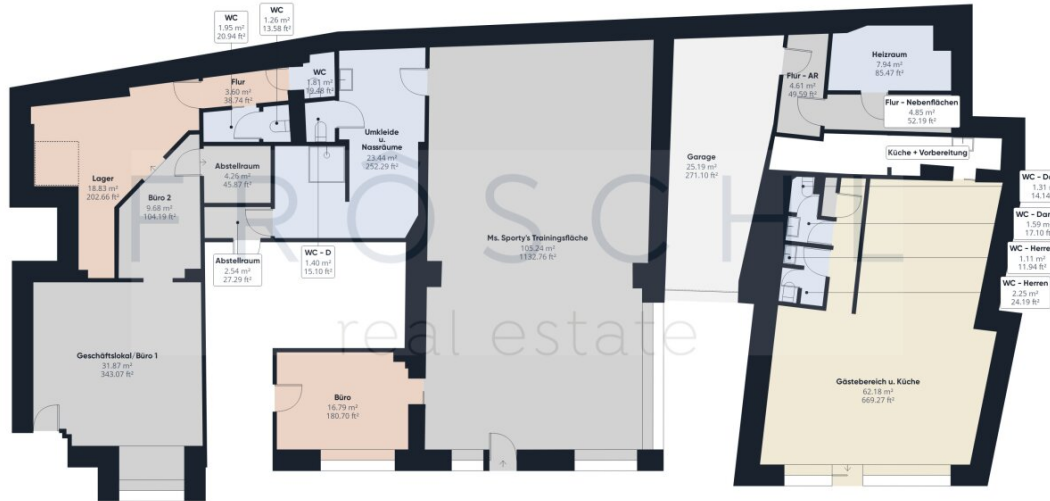 WC
1.95 m²
20.94 ft²
WC
1.26 m²
13.58 ft²
WC
1.81 m²
19.48 ft²
Flur
3.60 m²
38.74 ft²
Umkleide
u.
Nassräume
23.44 m²
252.29 ft²
Lager
18.83 m²
202.66 ft²
Büro 2
9.68 m²
104.19 ft²
Abstellraum
4.26 m²
45.87 ft²
Abstellraum
2.54 m²
27.29 ft²
WC - D
1.40 m²
15.10 ft²
Geschäftslokal/Büro 1
31.87 m²
343.07 ft²
Büro
16.79 m²
180.70 ft²
Ms. Sporty's Trainingsfläche
105.24 m²
1132.76 ft²
Garage
25.19 m²
271.10 ft²
Flur - AR
4.61 m²
49.59 ft²
Heizraum
7.94 m²
85.47 ft²
Flur - Nebenflächen
4.85 m²
52.19 ft²
Küche + Vorbereitung
WC - Da
1.31
14.14
WC - Dam
1.59 m²
17.10 ft²
WC - Herre
1.11 m²
11.94 ft²
WC - Herren
2.25 m²
24.19 ft²
Gästebereich u. Küche
62.18 m²
669.27 ft²
FRÖSCHL
real estate